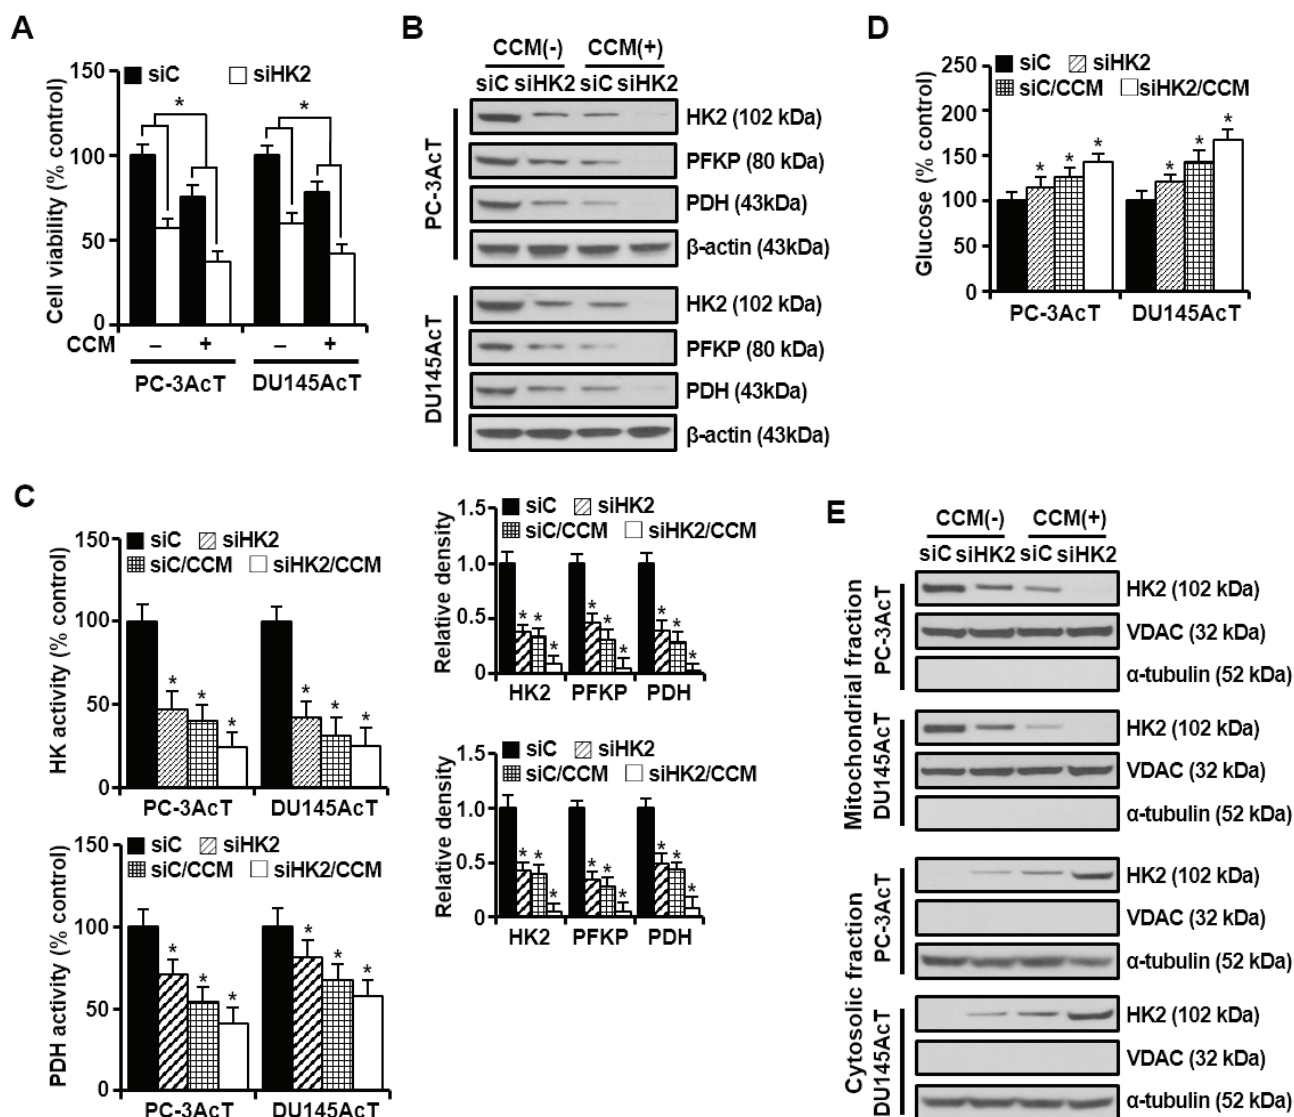 A
150
siC
siHK2
*
*
100
50
0
Cell viability (% control)
CCM
–
+
–
+
PC-3AcT
DU145AcT
B
CCM(-)
CCM(+)
siC siHK2 siC siHK2
PC-3AcT
HK2 (102 kDa)
PFKP (80 kDa)
PDH (43kDa)
β-actin (43kDa)
DU145AcT
HK2 (102 kDa)
PFKP (80 kDa)
PDH (43kDa)
β-actin (43kDa)
1.5
siC
siHK2
siC/CCM
siHK2/CCM
1.0
0.5
0
Relative density
* * *
* * *
* * *
HK2
PFKP
PDH
1.5
siC
siHK2
siC/CCM
siHK2/CCM
1.0
0.5
0
Relative density
* * *
* * *
* * *
HK2
PFKP
PDH
C
150
siC
siHK2
siC/CCM
siHK2/CCM
100
50
0
HK activity (% control)
* * *
* * *
PC-3AcT
DU145AcT
150
siC
siHK2
siC/CCM
siHK2/CCM
100
50
0
PDH activity (% control)
* * *
* * *
PC-3AcT
DU145AcT
D
250
siC
siHK2
siC/CCM
siHK2/CCM
200
150
100
50
0
Glucose (% control)
* * *
* * *
PC-3AcT
DU145AcT
E
CCM(-)
CCM(+)
siC siHK2 siC siHK2
Mitochondrial fraction
PC-3AcT
HK2 (102 kDa)
VDAC (32 kDa)
α-tubulin (52 kDa)
DU145AcT
HK2 (102 kDa)
VDAC (32 kDa)
α-tubulin (52 kDa)
Cytosolic fraction
PC-3AcT
HK2 (102 kDa)
VDAC (32 kDa)
α-tubulin (52 kDa)
DU145AcT
HK2 (102 kDa)
VDAC (32 kDa)
α-tubulin (52 kDa)